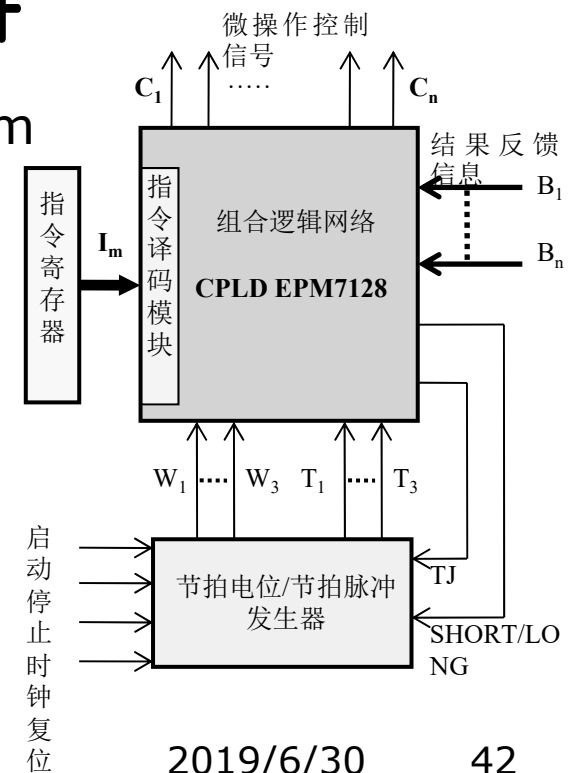 m
微操作控制
信号
C1 ..... Cn
结果反馈
信息
B1
Bn
指令寄存器
Im
指令译码模块
组合逻辑网络
CPLD EPM7128
W1 W3 T1 T3
启动
停止
时钟
复位
节拍电位/节拍脉冲
发生器
TJ
SHORT/LO
NG
2019/6/30 42